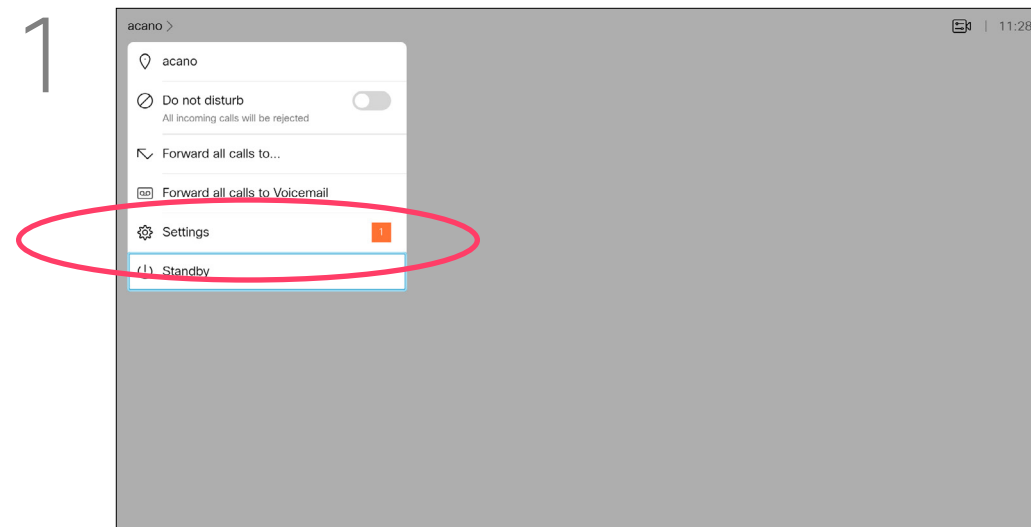 1
acano >
11:28
acano
Do not disturb
All incoming calls will be rejected
Forward all calls to...
Forward all calls to Voicemail
Settings
1
Standby